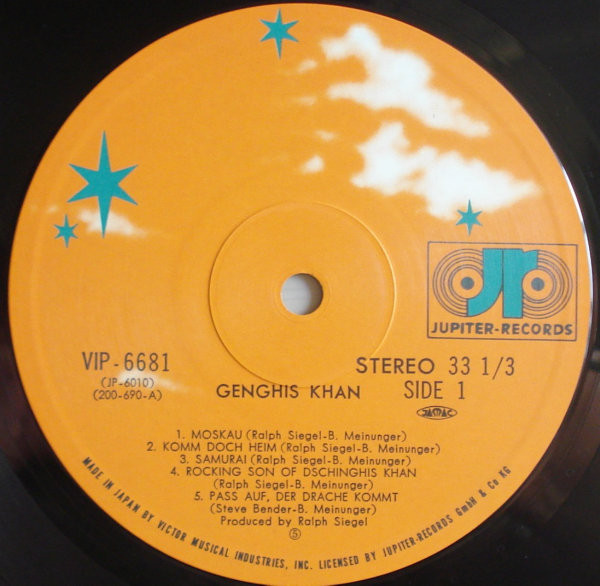 JR
JUPITER-RECORDS
VIP-6681
(JP-6010)
(200-690-A)
GENGHIS KHAN
STEREO 33 1/3
SIDE 1
JASRAC
1. MOSKAU (Ralph Siegel-B. Meinunger)
2. KOMM DOCH HEIM (Ralph Siegel-B. Meinunger)
3. SAMURAI (Ralph Siegel-B. Meinunger)
4. ROCKING SON OF DSCHINGHIS KHAN
(Ralph Siegel-B. Meinunger)
5. PASS AUF, DER DRACHE KOMMT
(Steve Bender-B. Meinunger)
Produced by Ralph Siegel
Ⓢ
MADE IN JAPAN BY VICTOR MUSICAL INDUSTRIES, INC. LICENSED BY JUPITER-RECORDS GmbH & Co KG